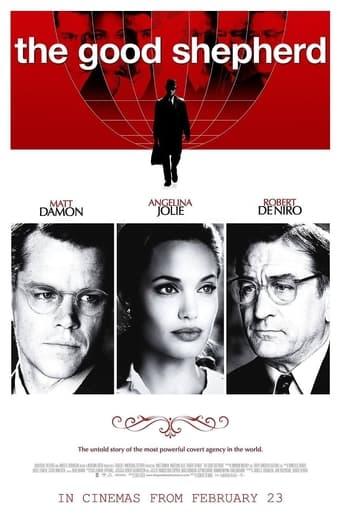 the good shepherd
MATT
DAMON
ANGELINA
JOLIE
ROBERT
DE NIRO
The untold story of the most powerful covert agency in the world.
IN CINEMAS FROM FEBRUARY 23